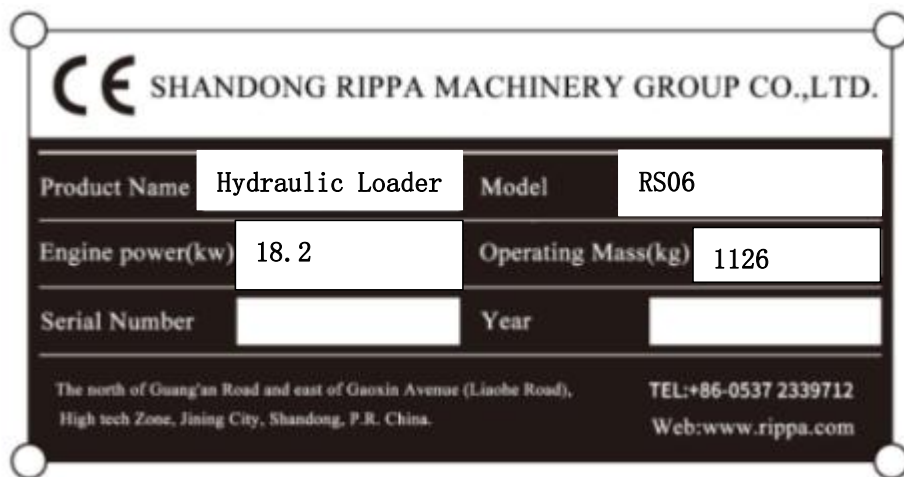 CE SHANDONG RIPPA MACHINERY GROUP CO.,LTD.
Product Name Hydraulic Loader Model RS06
Engine power(kw) 18.2 Operating Mass(kg) 1126
Serial Number Year
The north of Guang'an Road and east of Gaoxin Avenue (Liaohe Road), TEL:+86-0537 2339712
High tech Zone, Jining City, Shandong, P.R. China. Web:www.rippa.com